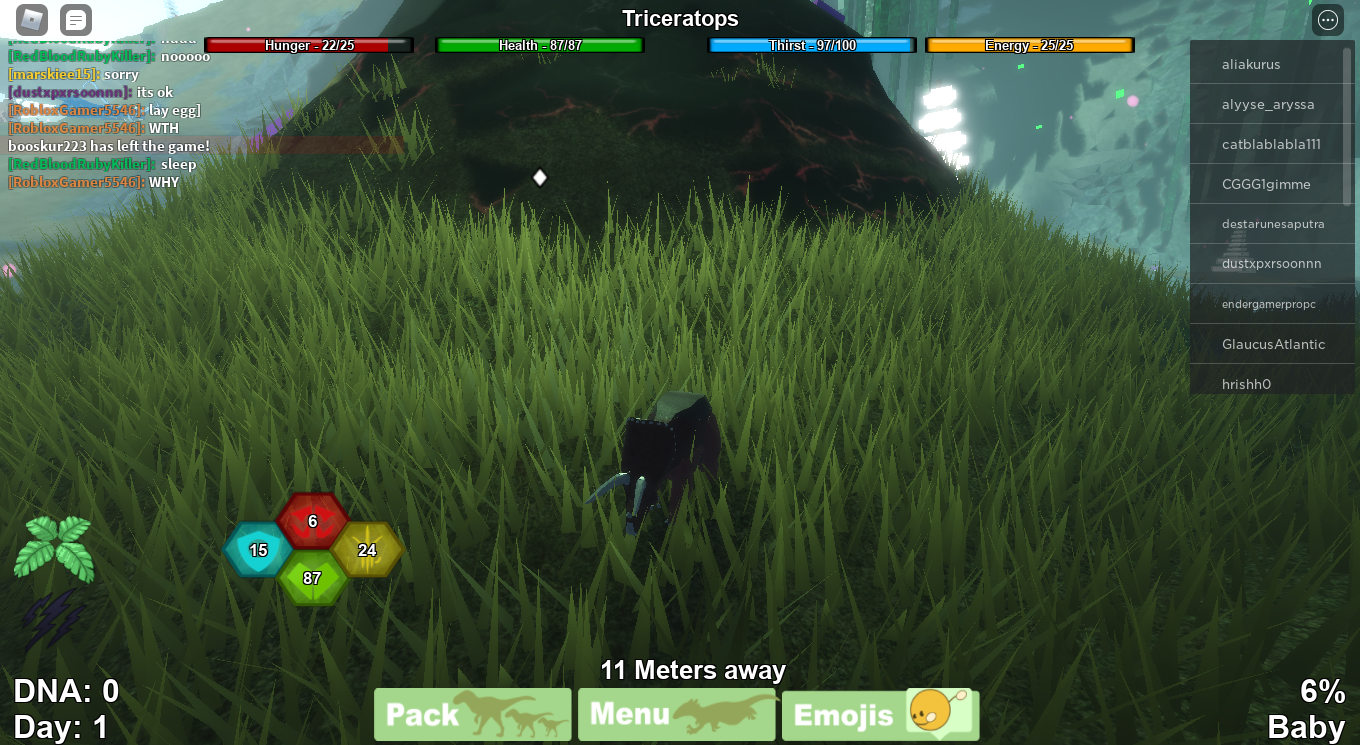 Triceratops
Hunger - 22/25
Health - 87/87
Thirst - 97/100
Energy - 25/25
[RedBloodRubyKiller]: nooooo
[marskiee15]: sorry
[dustxpxrsoonnn]: its ok
[RobloxGamer5546]: lay egg]
[RobloxGamer5546]: WTH
booskur223 has left the game!
[RedBloodRubyKiller]: sleep
[RobloxGamer5546]: WHY
aliakurus
alyyse_aryssa
catblablabla111
CGGG1gimme
destarunesaputra
dustxpxrsoonnn
endergamerpropc
GlaucusAtlantic
hrishh0
6
15
24
87
11 Meters away
DNA: 0
Day: 1
Pack
Menu
Emojis
6%
Baby